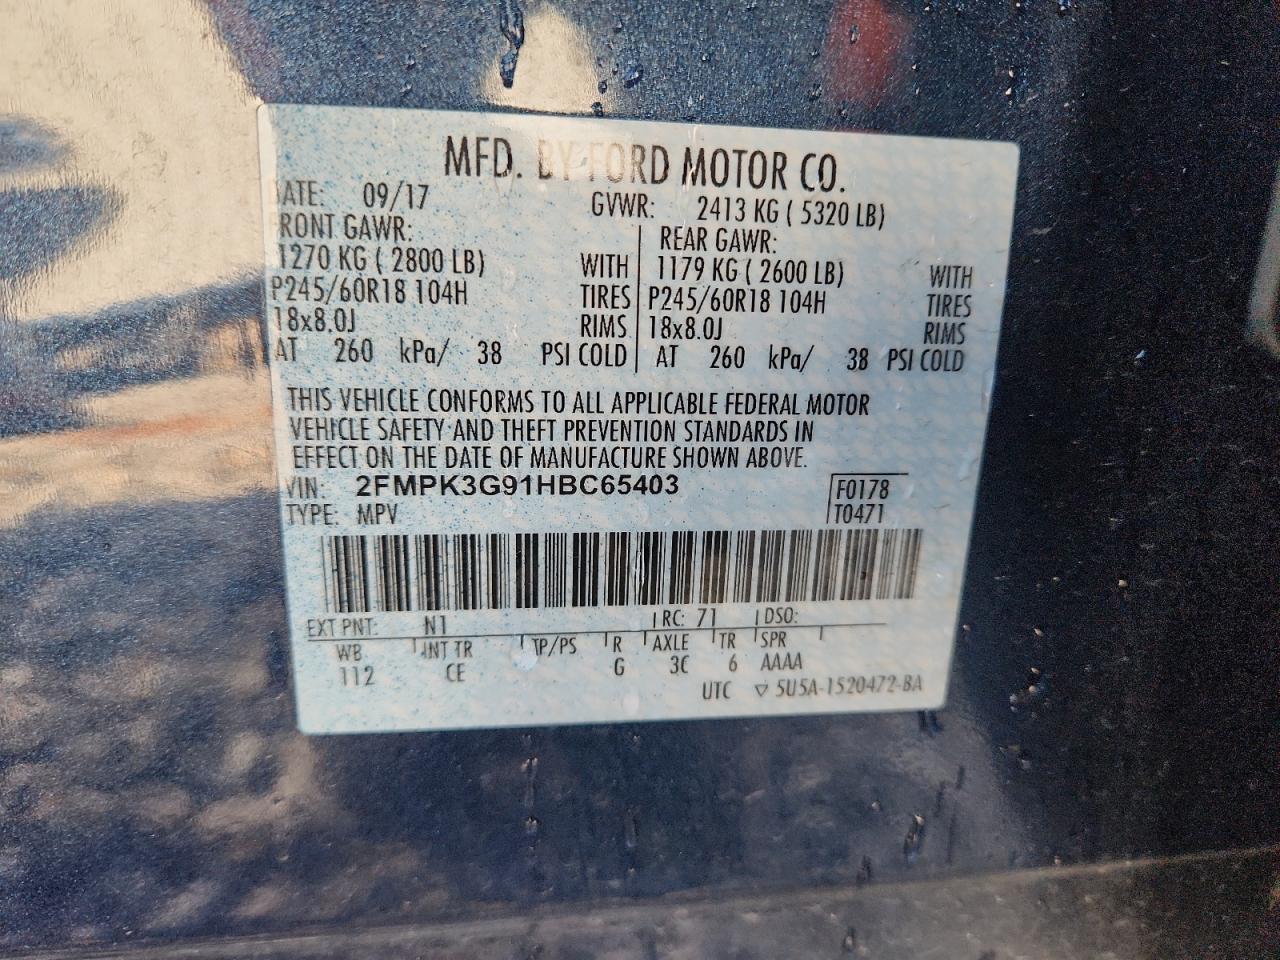 MFD. BY FORD MOTOR CO.
DATE: 09/17 GVWR: 2413 KG ( 5320 LB)
FRONT GAWR: REAR GAWR:
1270 KG ( 2800 LB) WITH 1179 KG ( 2600 LB) WITH
P245/60R18 104H TIRES P245/60R18 104H TIRES
18x8.0J RIMS 18x8.0J RIMS
AT 260 kPa/ 38 PSI COLD AT 260 kPa/ 38 PSI COLD
THIS VEHICLE CONFORMS TO ALL APPLICABLE FEDERAL MOTOR
VEHICLE SAFETY AND THEFT PREVENTION STANDARDS IN
EFFECT ON THE DATE OF MANUFACTURE SHOWN ABOVE.
VIN: 2FMPK3G91HBC65403 F0178
TYPE: MPV T0471
EXT PNT: N1 RC: 71 DSO:
WB INT TR TP/PS R AXLE TR SPR
112 CE G 3C 6 AAAA
UTC ▽ 5U5A-1520472-BA